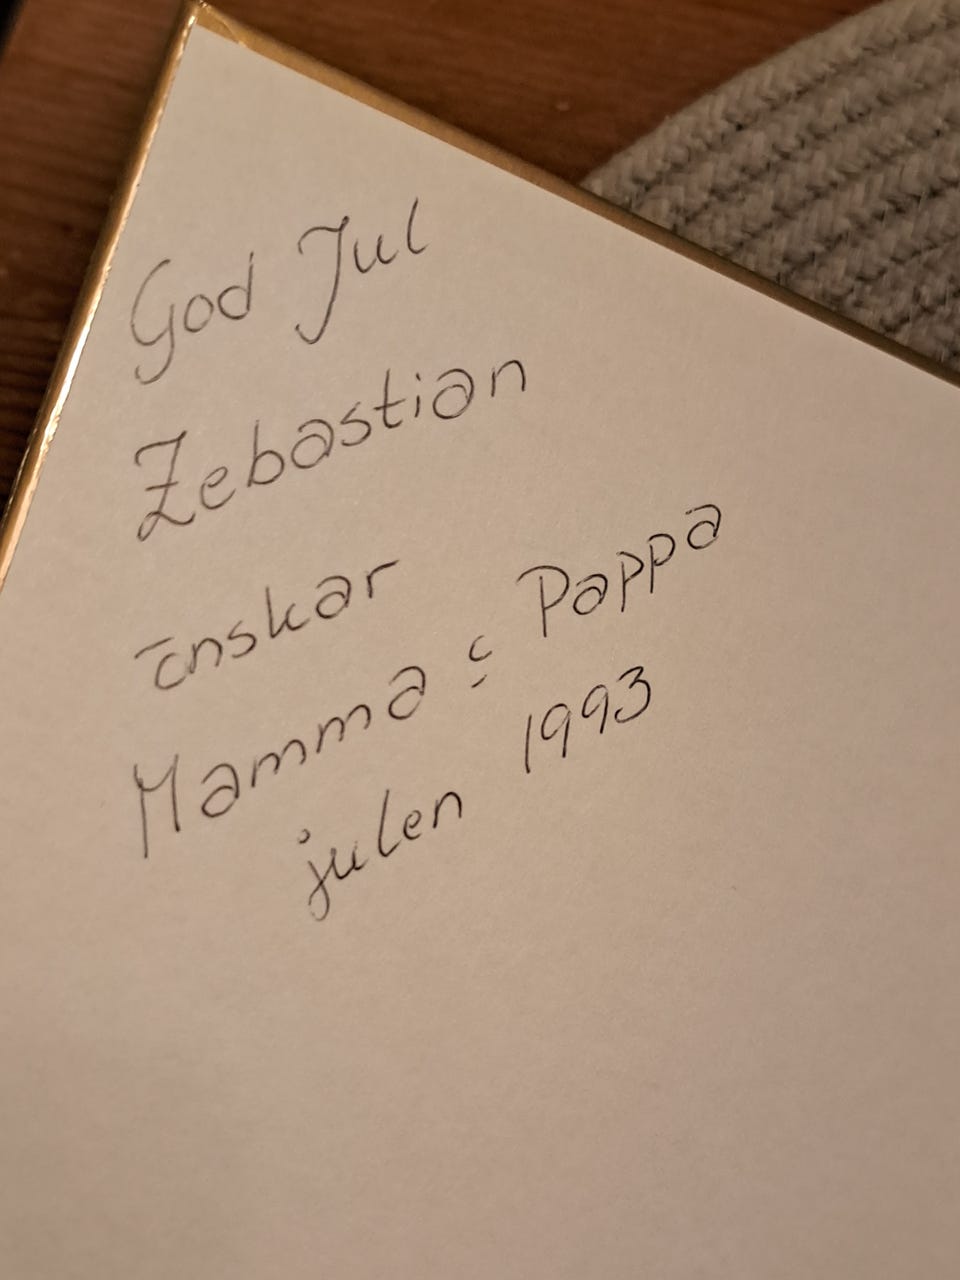 God Jul
Zebastian
önskar
Mamma & Pappa
julen 1993